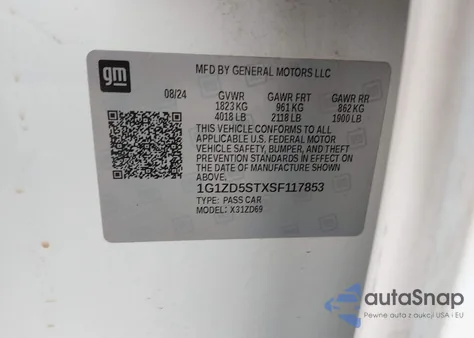 gm
MFD BY GENERAL MOTORS LLC
08/24 GVWR GAWR FRT GAWR RR
1823 KG 961 KG 862 KG
4018 LB 2118 LB 1900 LB
THIS VEHICLE CONFORMS TO ALL
APPLICABLE U.S. FEDERAL MOTOR
VEHICLE SAFETY, BUMPER, AND THEFT
PREVENTION STANDARDS IN EFFECT ON
THE DATE OF MANUFACTURE SHOWN
ABOVE.
1G1ZD5STXSF117853
TYPE: PASS CAR
MODEL: X31ZD69
autoSnap
Pewne auta z aukcji USA i EU